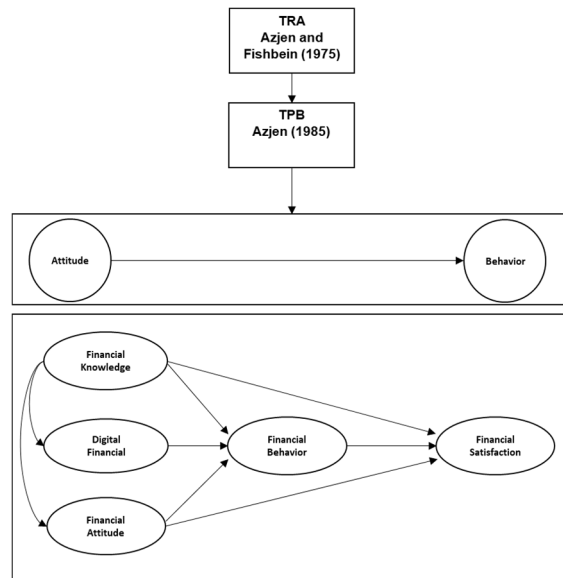 TRA
Azjen and
Fishbein (1975)
TPB
Azjen (1985)
Attitude
Behavior
Financial
Knowledge
Digital
Financial
Financial
Behavior
Financial
Satisfaction
Financial
Attitude